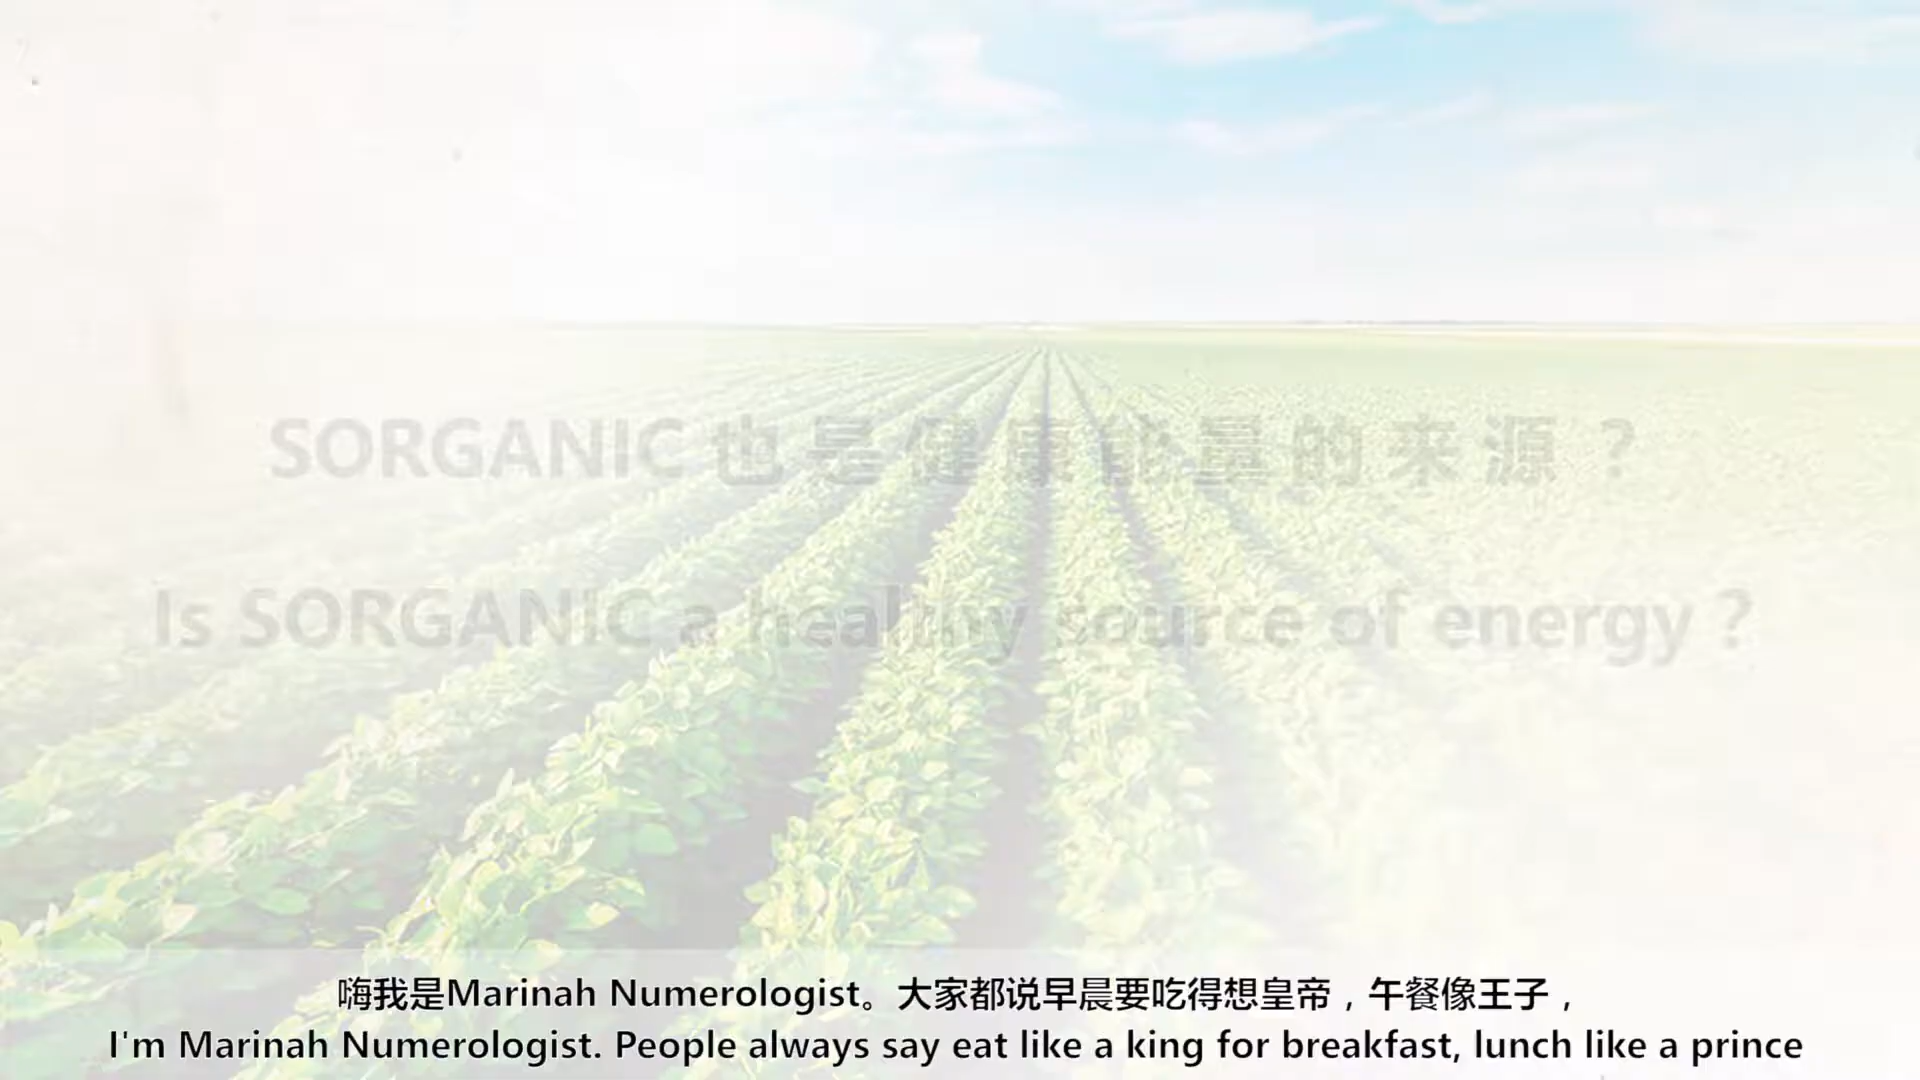 SORGANIC 也是健康能量的来源？
Is SORGANIC a healthy source of energy？
嗨我是Marinah Numerologist。大家都说早晨要吃得想皇帝，午餐像王子，
I'm Marinah Numerologist. People always say eat like a king for breakfast, lunch like a prince